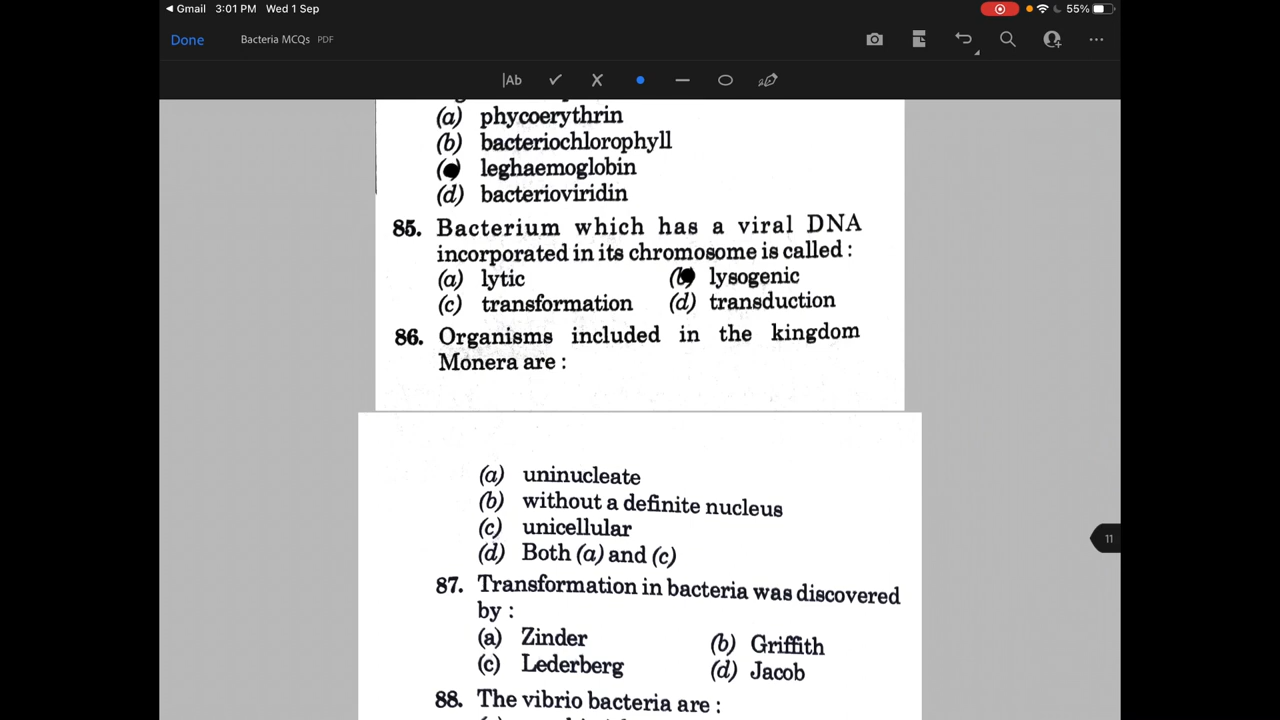 Gmail 3:01 PM Wed 1 Sep 55%
Done Bacteria MCQs PDF
Ab
(a) phycoerythrin
(b) bacteriochlorophyll
( leghaemoglobin
(d) bacterioviridin
85. Bacterium which has a viral DNA
incorporated in its chromosome is called :
(a) lytic ( lysogenic
(c) transformation (d) transduction
86. Organisms included in the kingdom
Monera are :
(a) uninucleate
(b) without a definite nucleus
(c) unicellular
(d) Both (a) and (c)
11
87. Transformation in bacteria was discovered
by :
(a) Zinder (b) Griffith
(c) Lederberg (d) Jacob
88. The vibrio bacteria are :